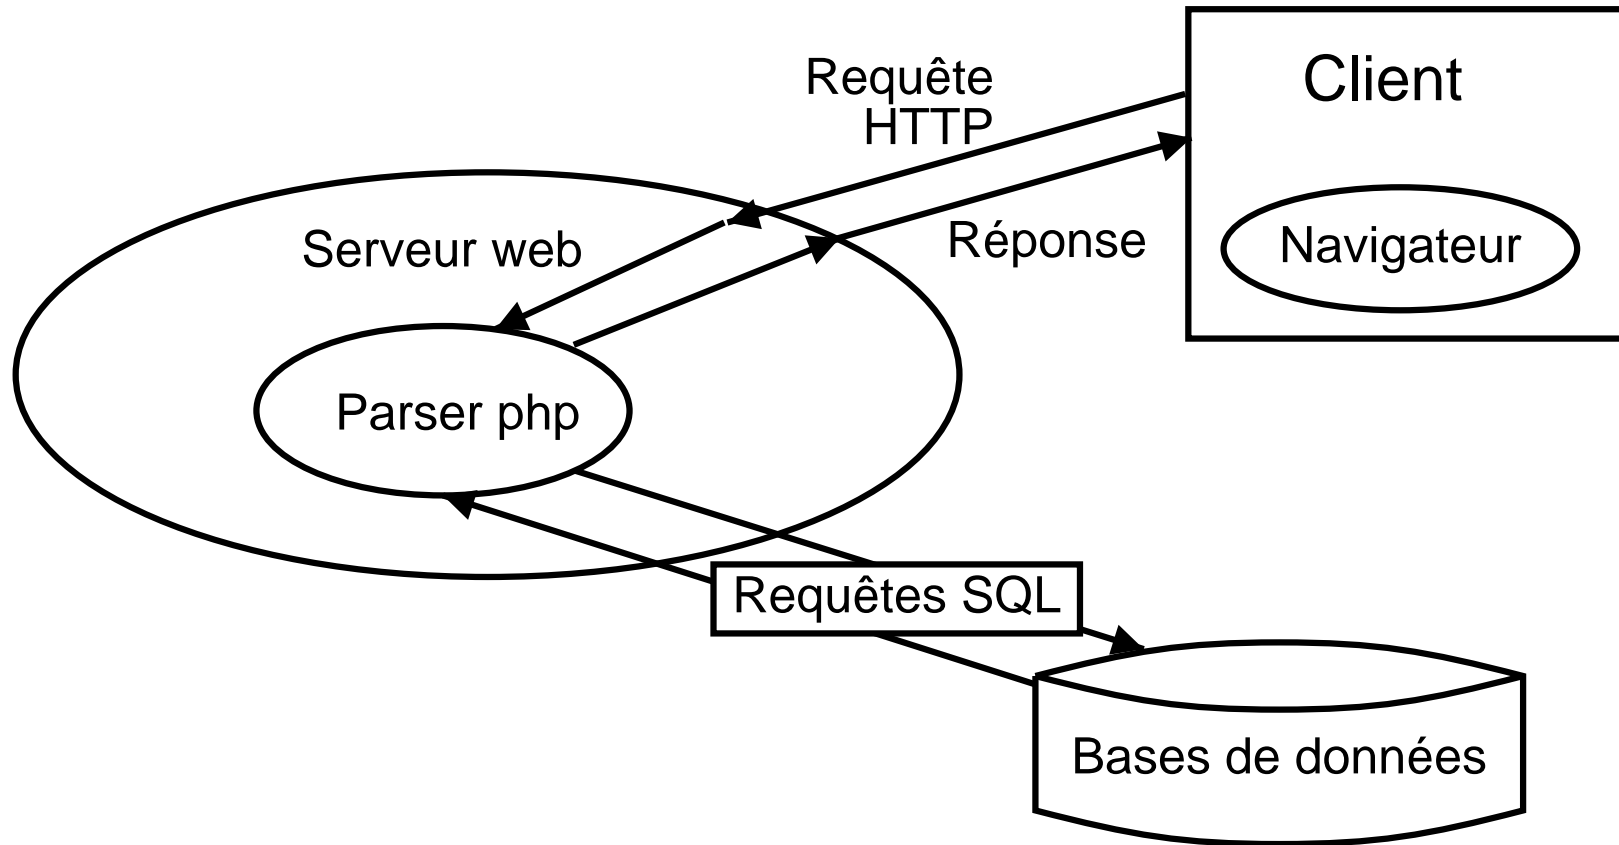 Requête
HTTP
Client
Serveur web
Réponse
Navigateur
Parser php
Requêtes SQL
Bases de données